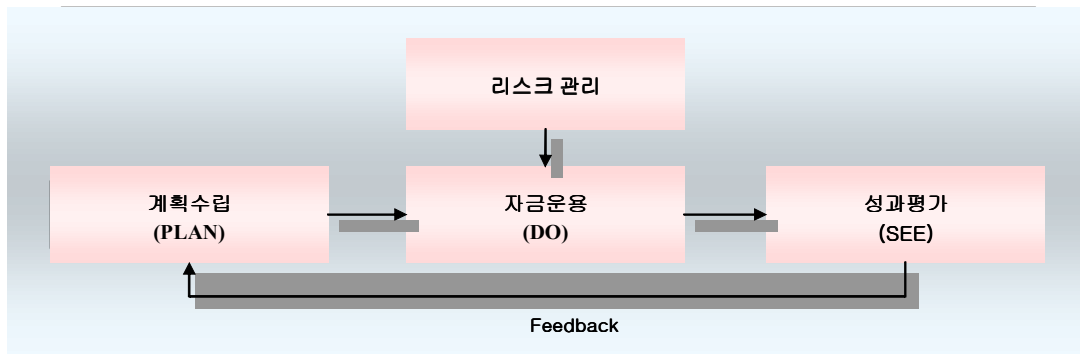 리스크 관리
계획수립
(PLAN)
자금운용
(DO)
성과평가
(SEE)
Feedback